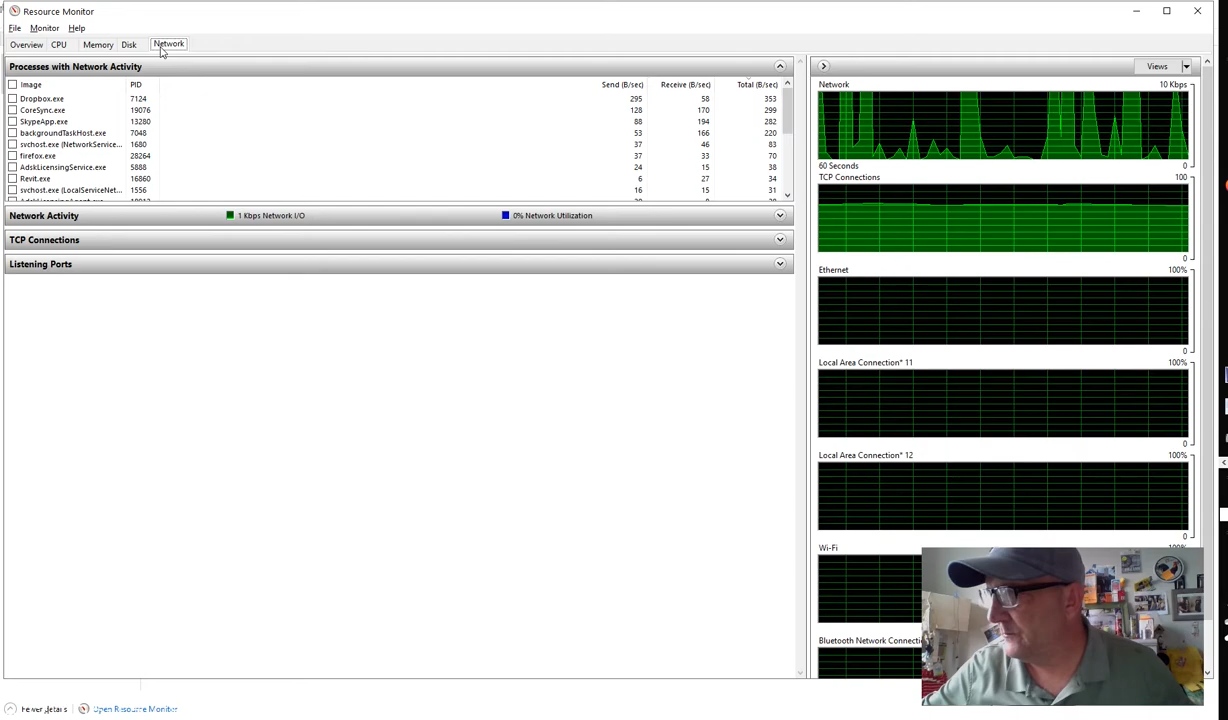 Resource Monitor
File Monitor Help
Overview CPU Memory Disk Network
Processes with Network Activity
Image PID Send (B/sec) Receive (B/sec) Total (B/sec)
Dropbox.exe 7124 295 58 353
CoreSync.exe 19076 128 170 299
SkypeApp.exe 13280 88 194 282
backgroundTaskHost.exe 7048 53 166 220
svchost.exe (NetworkService... 1680 37 46 83
firefox.exe 28264 37 33 70
AdskLicensingService.exe 5888 24 15 38
Revit.exe 16860 6 27 34
svchost.exe (LocalServiceNet... 1556 16 15 31
Network Activity 1 Kbps Network I/O 0% Network Utilization
TCP Connections
Listening Ports
Views
Network 10 Kbps
60 Seconds 0
TCP Connections 100
0
Ethernet 100%
0
Local Area Connection* 11 100%
0
Local Area Connection* 12 100%
0
Wi-Fi
Bluetooth Network Connecti
Fewer details Open Resource Monitor